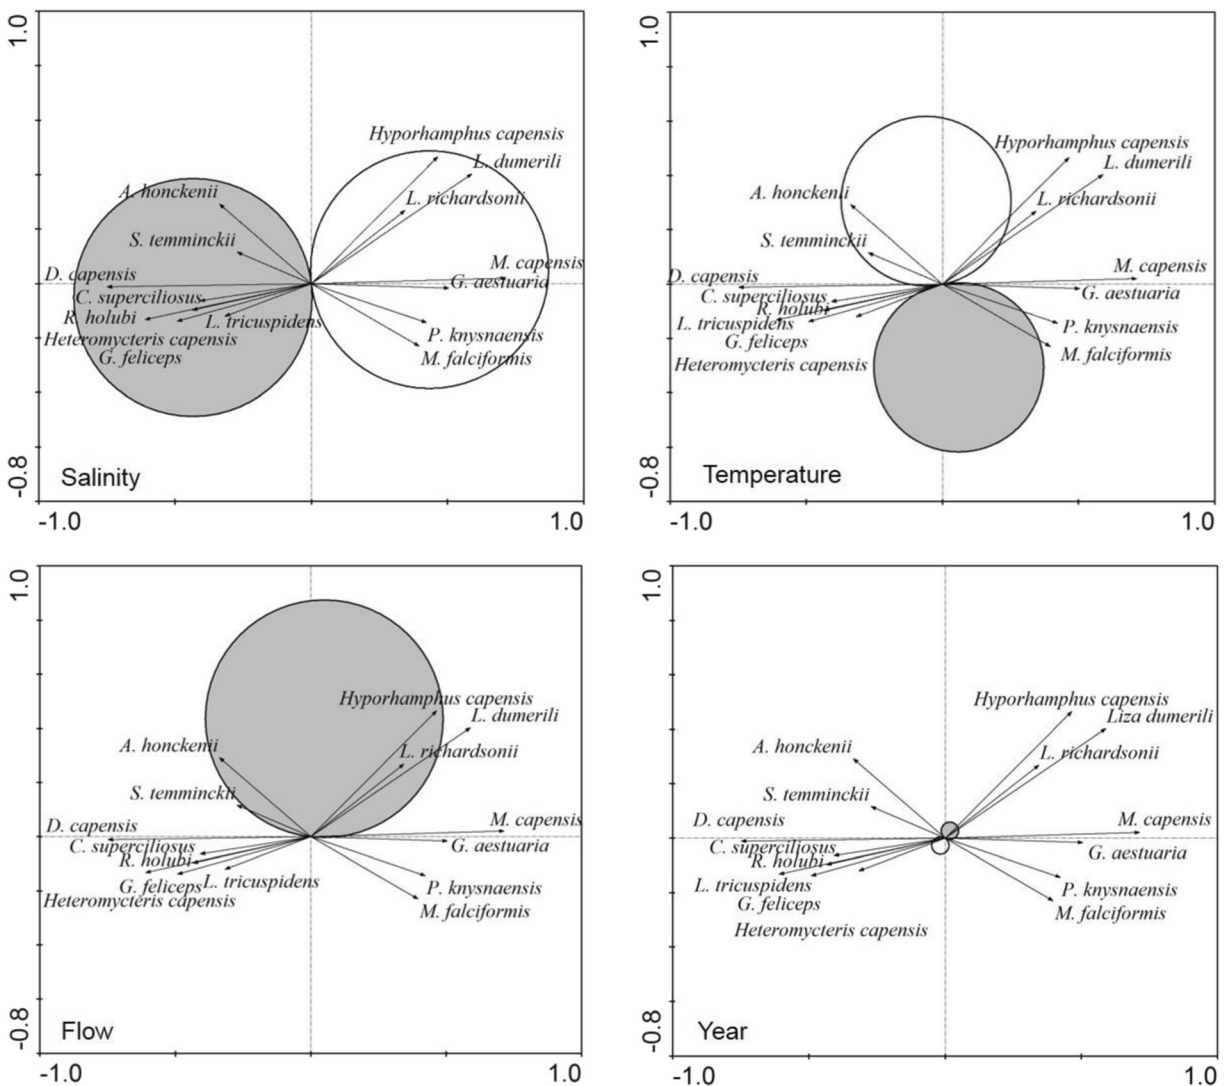 1.0
Hyporhamphus capensis
L. dumerili
A. honckenii
L. richardsonii
S. temminckii
D. capensis
M. capensis
G. aestuaria
C. superciliosus
R. holubi
L. tricuspidens
P. knysnaensis
Heteromycteris capensis
M. falciformis
G. feliceps
-0.8
Salinity
-1.0
1.0
1.0
Hyporhamphus capensis
L. dumerili
A. honckenii
L. richardsonii
S. temminckii
M. capensis
D. capensis
G. aestuaria
C. superciliosus
R. holubi
L. tricuspidens
P. knysnaensis
G. feliceps
M. falciformis
Heteromycteris capensis
-0.8
Temperature
-1.0
1.0
1.0
Hyporhamphus capensis
L. dumerili
A. honckenii
L. richardsonii
S. temminckii
M. capensis
D. capensis
C. superciliosus
G. aestuaria
R. holubi
G. feliceps
L. tricuspidens
P. knysnaensis
Heteromycteris capensis
M. falciformis
-0.8
Flow
-1.0
1.0
1.0
Hyporhamphus capensis
Liza dumerili
A. honckenii
L. richardsonii
S. temminckii
D. capensis
M. capensis
C. superciliosus
G. aestuaria
R. holubi
L. tricuspidens
P. knysnaensis
G. feliceps
M. falciformis
Heteromycteris capensis
-0.8
Year
-1.0
1.0